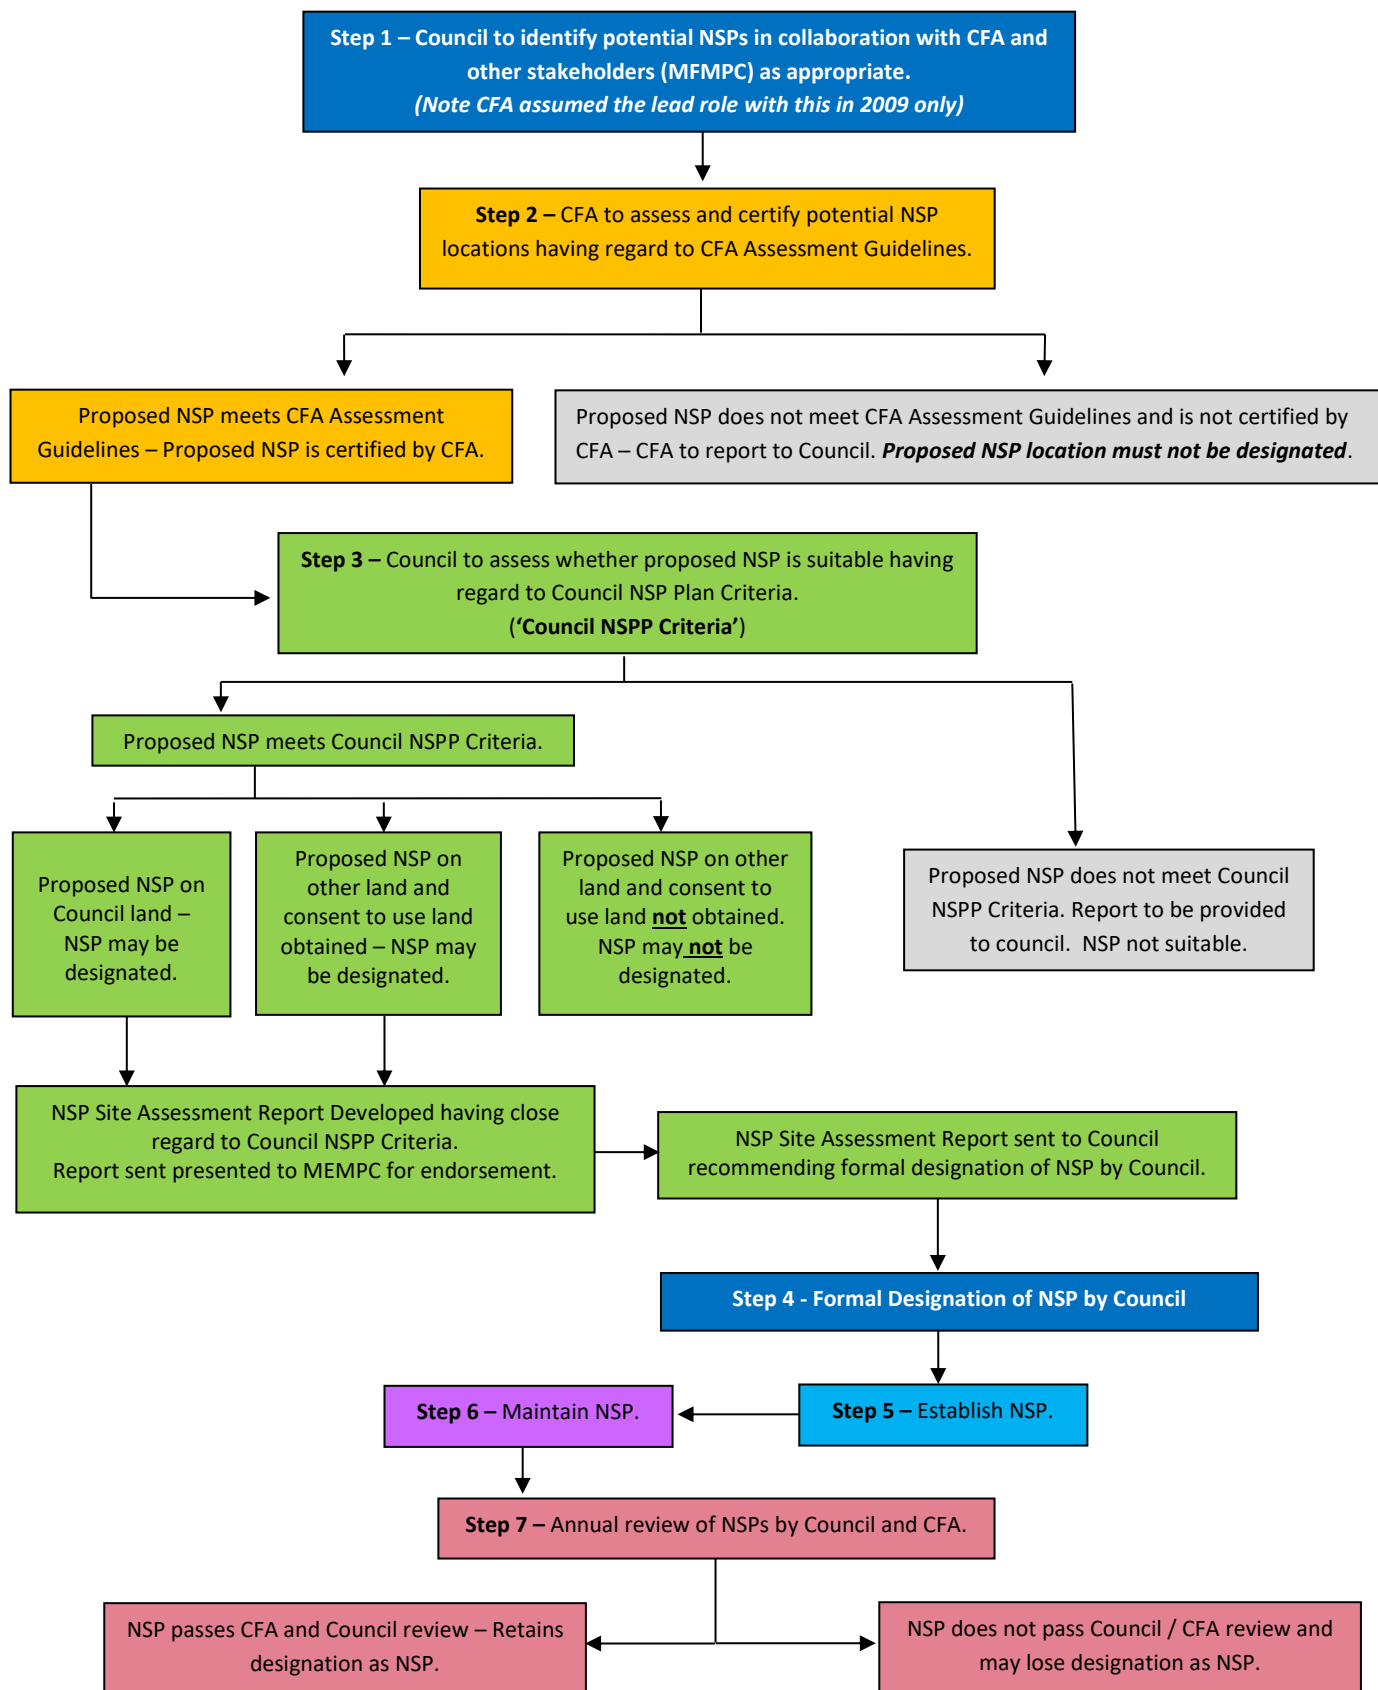 Step 1 – Council to identify potential NSPs in collaboration with CFA and
other stakeholders (MFMPC) as appropriate.
(Note CFA assumed the lead role with this in 2009 only)
Step 2 – CFA to assess and certify potential NSP
locations having regard to CFA Assessment Guidelines.
Proposed NSP meets CFA Assessment
Guidelines – Proposed NSP is certified by CFA.
Proposed NSP does not meet CFA Assessment Guidelines and is not certified by
CFA – CFA to report to Council. Proposed NSP location must not be designated.
Step 3 – Council to assess whether proposed NSP is suitable having
regard to Council NSP Plan Criteria.
(‘Council NSPP Criteria’)
Proposed NSP meets Council NSPP Criteria.
Proposed NSP on
Council land –
NSP may be
designated.
Proposed NSP on
other land and
consent to use land
obtained – NSP may
be designated.
Proposed NSP on other
land and consent to
use land not obtained.
NSP may not be
designated.
Proposed NSP does not meet Council
NSPP Criteria. Report to be provided
to council.  NSP not suitable.
NSP Site Assessment Report Developed having close
regard to Council NSPP Criteria.
Report sent presented to MEMPC for endorsement.
NSP Site Assessment Report sent to Council
recommending formal designation of NSP by Council.
Step 4 - Formal Designation of NSP by Council
Step 6 – Maintain NSP.
Step 5 – Establish NSP.
Step 7 – Annual review of NSPs by Council and CFA.
NSP passes CFA and Council review – Retains
designation as NSP.
NSP does not pass Council / CFA review and
may lose designation as NSP.